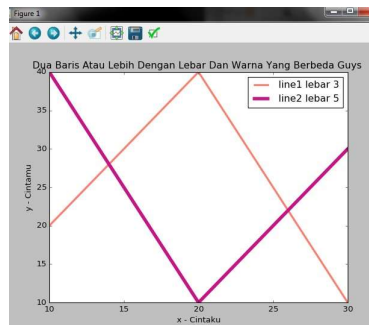 Figure 1
Dua Baris Atau Lebih Dengan Lebar Dan Warna Yang Berbeda Guys
line1 lebar 3
line2 lebar 5
y - Cintamu
40
35
30
25
20
15
10
10
15
20
25
30
x - Cintaku